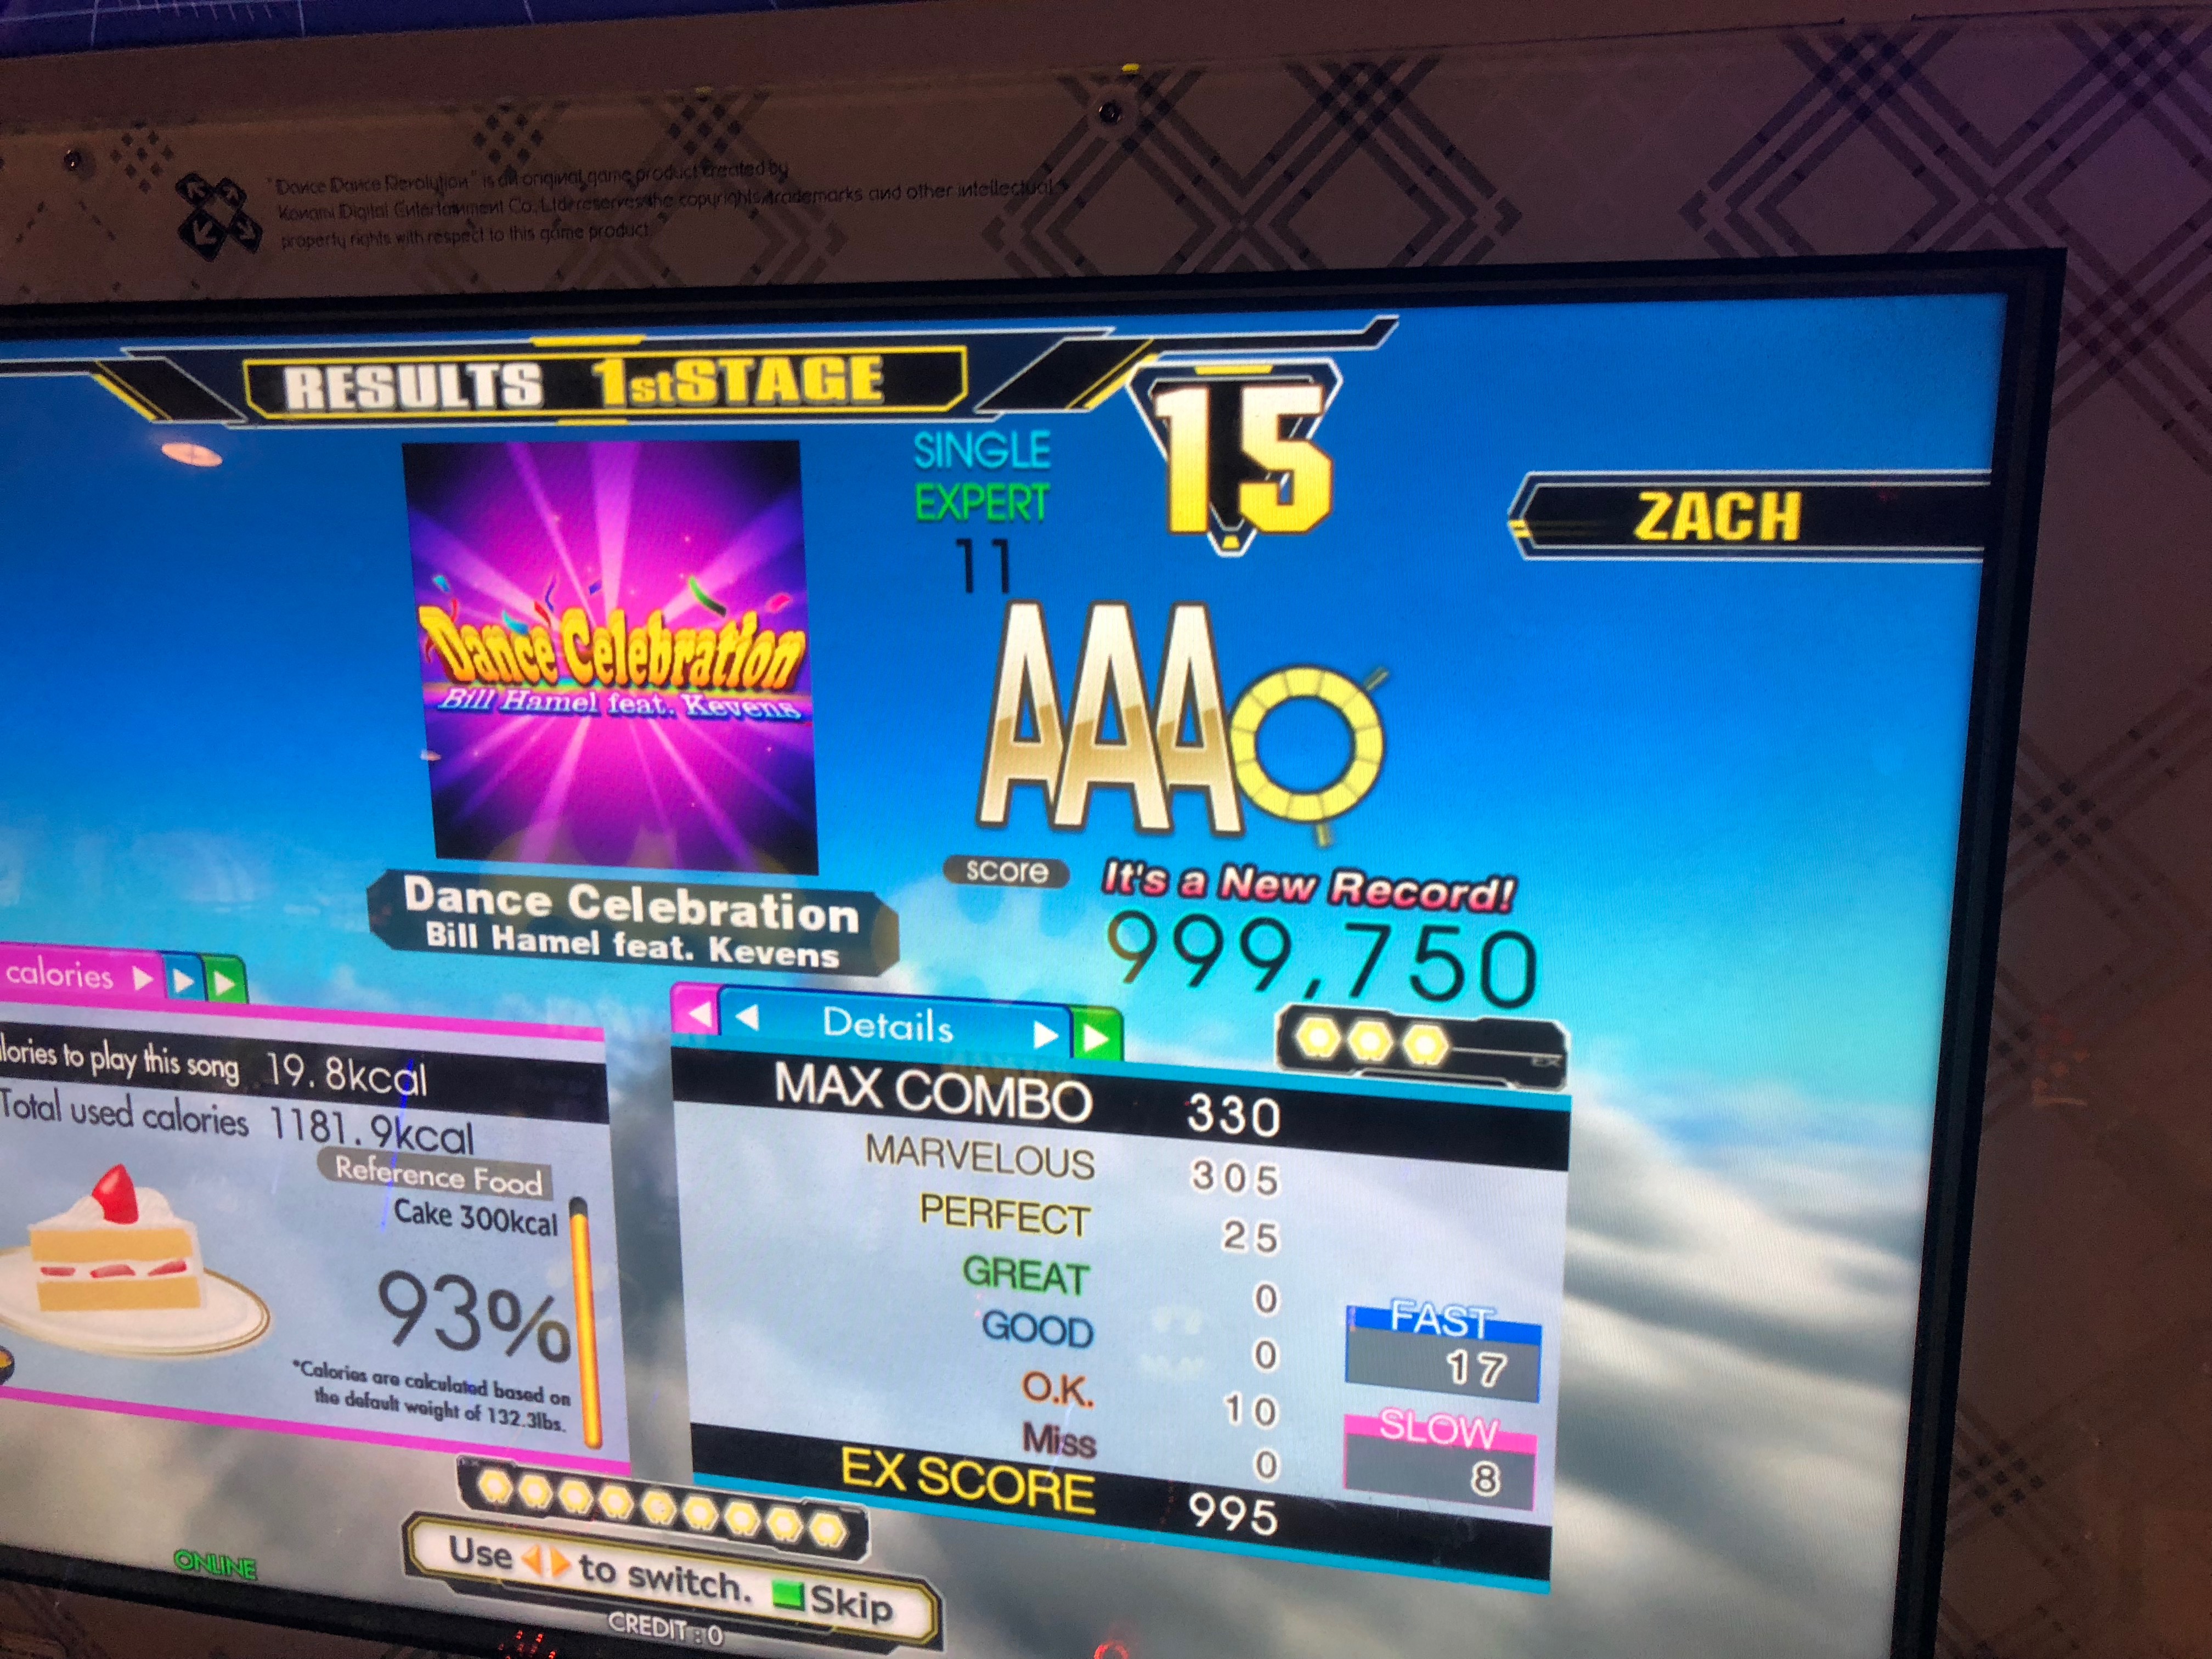 "Dance Dance Revolution" is an original game product created by
Konami Digital Entertainment Co., Ltd reserves the copyrights, trademarks and other intellectual
property rights with respect to this game product.
RESULTS 1stSTAGE
15
SINGLE
EXPERT
11
ZACH
Dance Celebration
Bill Hamel feat. Kevens
AAA
score
It's a New Record!
999,750
Dance Celebration
Bill Hamel feat. Kevens
calories
lories to play this song 19.8kcal
Total used calories 1181.9kcal
Reference Food
Cake 300kcal
93%
*Calories are calculated based on
the default weight of 132.3lbs.
Details
EX
MAX COMBO 330
MARVELOUS 305
PERFECT 25
GREAT 0
GOOD 0
O.K. 10
Miss 0
EX SCORE 995
FAST
17
SLOW
8
EX
Use to switch. Skip
ONLINE
CREDIT : 0